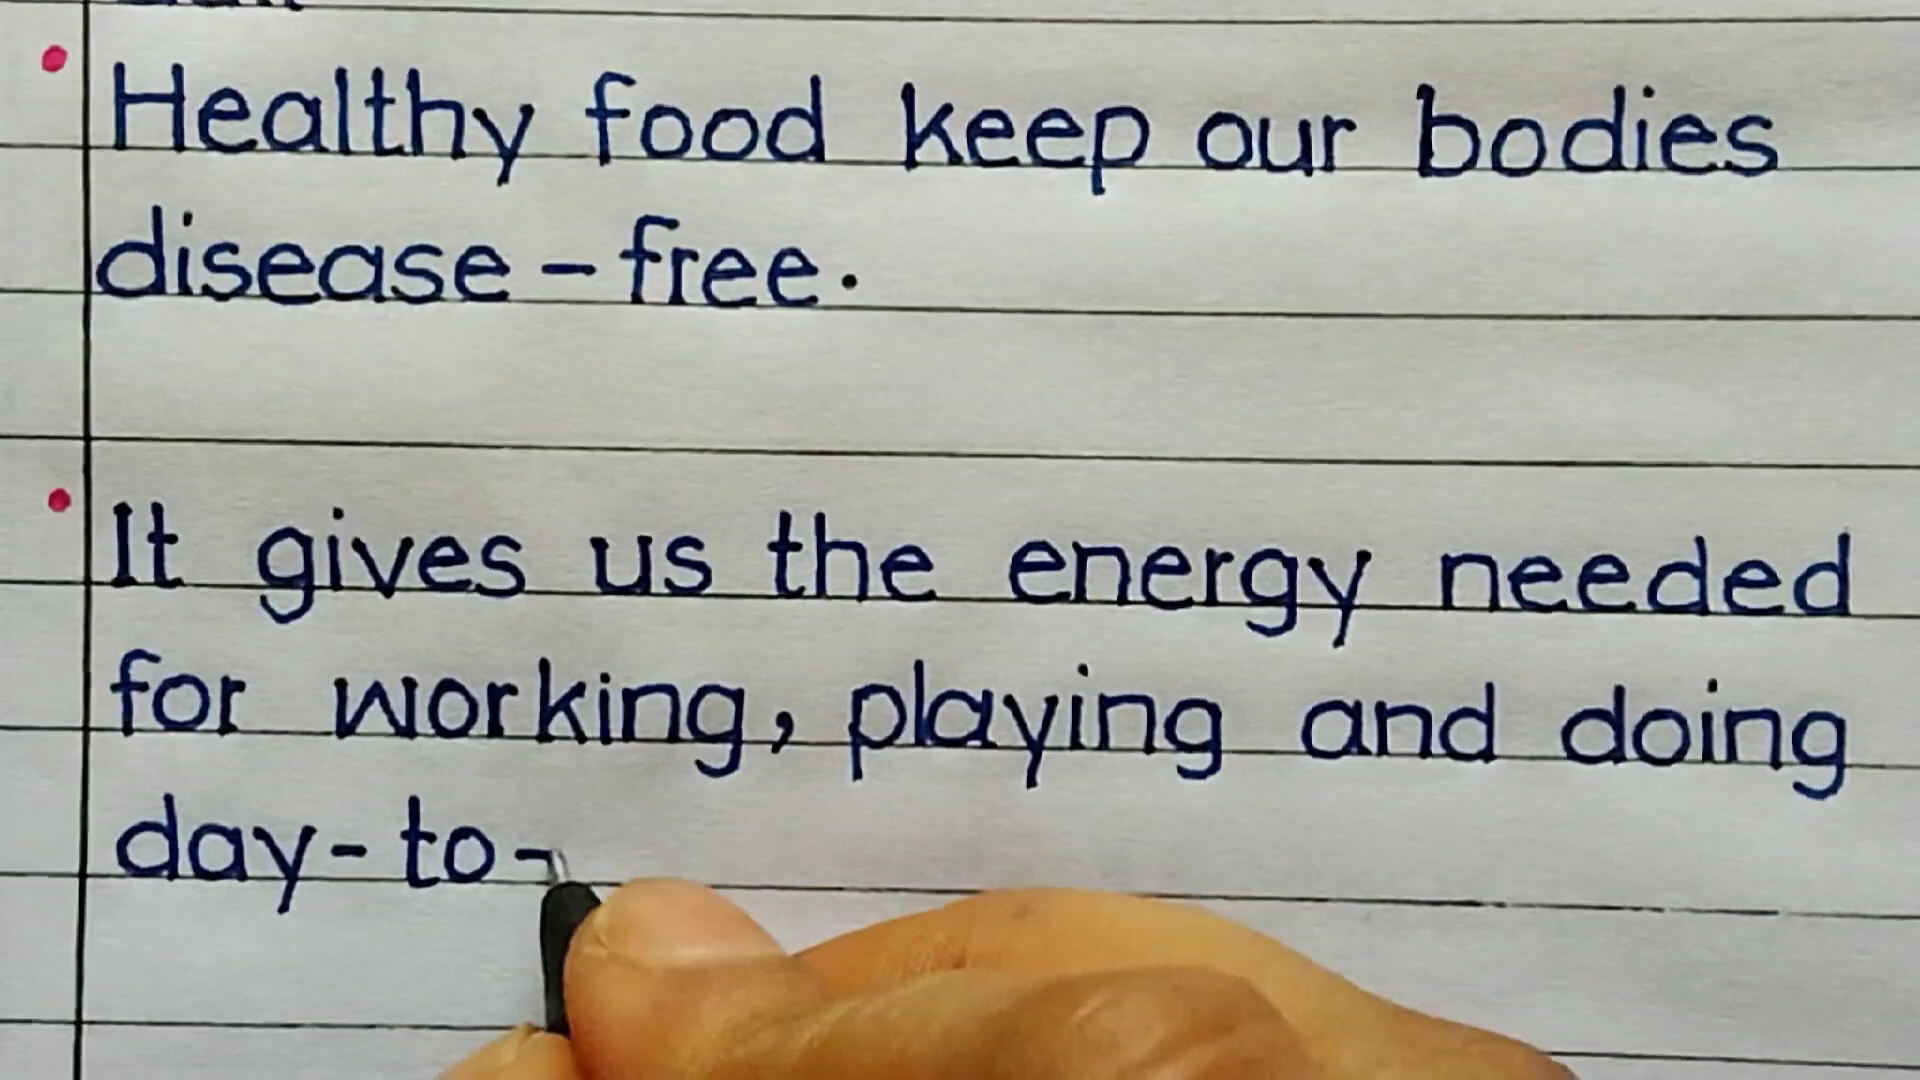 Healthy food keep our bodies
disease-free.
It gives us the energy needed
for working, playing and doing
day-to-